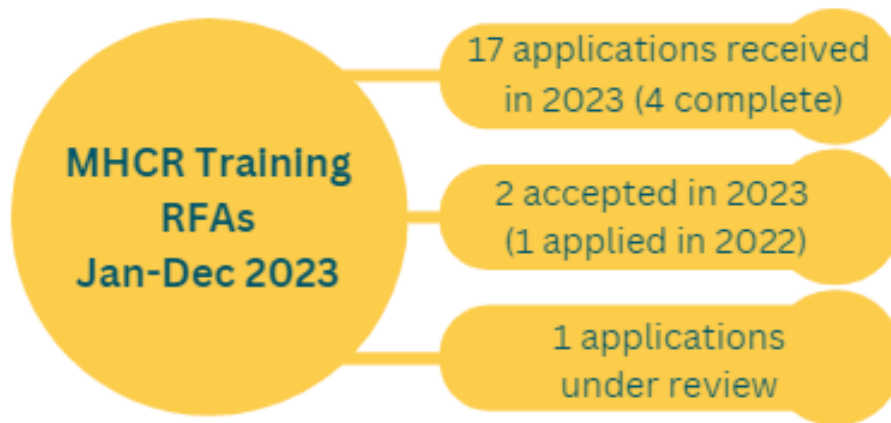 MHCR Training
RFAs
Jan-Dec 2023
17 applications received
in 2023 (4 complete)
2 accepted in 2023
(1 applied in 2022)
1 applications
under review